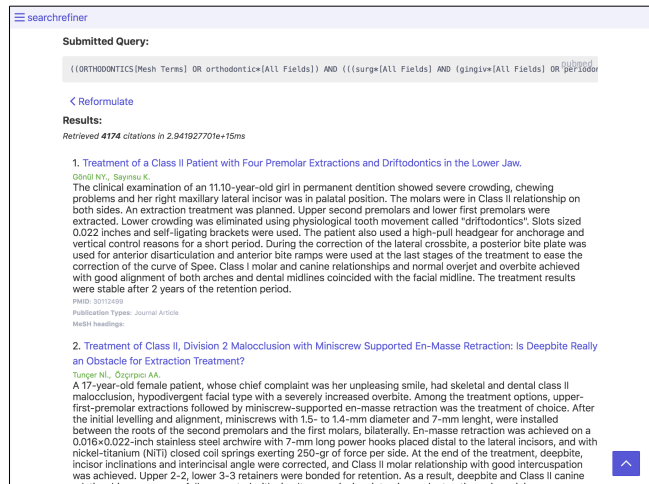 searchrefiner
Submitted Query:
pubmed
((ORTHODONTICS[Mesh Terms] OR orthodontic*[All Fields]) AND (((surg*[All Fields] AND (gingiv*[All Fields] OR periodon
Reformulate
Results:
Retrieved 4174 citations in 2.941927701e+15ms
1. Treatment of a Class II Patient with Four Premolar Extractions and Driftodontics in the Lower Jaw.
Gönül NY., Sayınsu K.
The clinical examination of an 11.10-year-old girl in permanent dentition showed severe crowding, chewing
problems and her right maxillary lateral incisor was in palatal position. The molars were in Class II relationship on
both sides. An extraction treatment was planned. Upper second premolars and lower first premolars were
extracted. Lower crowding was eliminated using physiological tooth movement called "driftodontics". Slots sized
0.022 inches and self-ligating brackets were used. The patient also used a high-pull headgear for anchorage and
vertical control reasons for a short period. During the correction of the lateral crossbite, a posterior bite plate was
used for anterior disarticulation and anterior bite ramps were used at the last stages of the treatment to ease the
correction of the curve of Spee. Class I molar and canine relationships and normal overjet and overbite achieved
with good alignment of both arches and dental midlines coincided with the facial midline. The treatment results
were stable after 2 years of the retention period.
PMID: 30112499
Publication Types: Journal Article
MeSH headings:
2. Treatment of Class II, Division 2 Malocclusion with Miniscrew Supported En-Masse Retraction: Is Deepbite Really
an Obstacle for Extraction Treatment?
Tunçer Nİ., Özçırpıcı AA.
A 17-year-old female patient, whose chief complaint was her unpleasing smile, had skeletal and dental class II
malocclusion, hypodivergent facial type with a severely increased overbite. Among the treatment options, upper-
first-premolar extractions followed by miniscrew-supported en-masse retraction was the treatment of choice. After
the initial levelling and alignment, miniscrews with 1.5- to 1.4-mm diameter and 7-mm lenght, were installed
between the roots of the second premolars and the first molars, bilaterally. En-masse retraction was achieved on a
0.016×0.022-inch stainless steel archwire with 7-mm long power hooks placed distal to the lateral incisors, and with
nickel-titanium (NiTi) closed coil springs exerting 250-gr of force per side. At the end of the treatment, deepbite,
incisor inclinations and interincisal angle were corrected, and Class II molar relationship with good intercuspation
was achieved. Upper 2-2, lower 3-3 retainers were bonded for retention. As a result, deepbite and Class II canine